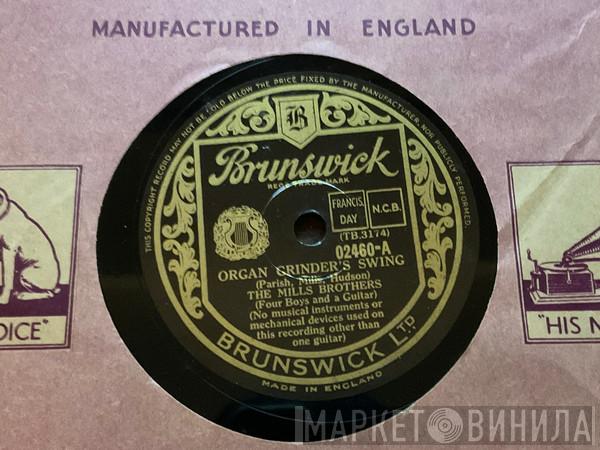 MANUFACTURED IN ENGLAND
THIS COPYRIGHT RECORD MAY NOT BE SOLD BELOW THE PRICE FIXED BY THE MANUFACTURER, NOR PUBLICLY PERFORMED.
B
Brunswick
REGD TRADE MARK
FRANCIS, DAY
N.C.B.
(TB.3174)
02460-A
ORGAN GRINDER'S SWING
(Parish, Mills, Hudson)
THE MILLS BROTHERS
(Four Boys and a Guitar)
(No musical instruments or
mechanical devices used on
this recording other than
one guitar)
BRUNSWICK LTD
MADE IN ENGLAND
OICE"
"HIS M
МАРКЕТ ВИНИЛА